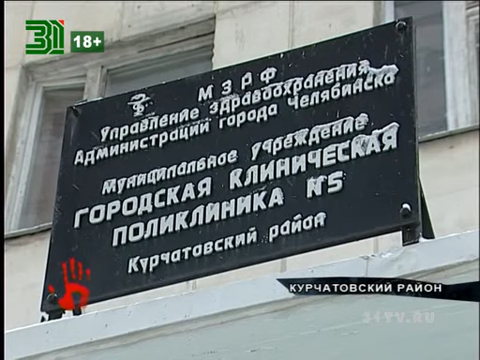 31 18+
МЗРФ
Управление здравоохранения
Администрации города Челябинска
Муниципальное учреждение
ГОРОДСКАЯ КЛИНИЧЕСКАЯ
ПОЛИКЛИНИКА №5
Курчатовский район
КУРЧАТОВСКИЙ РАЙОН
31TV.RU